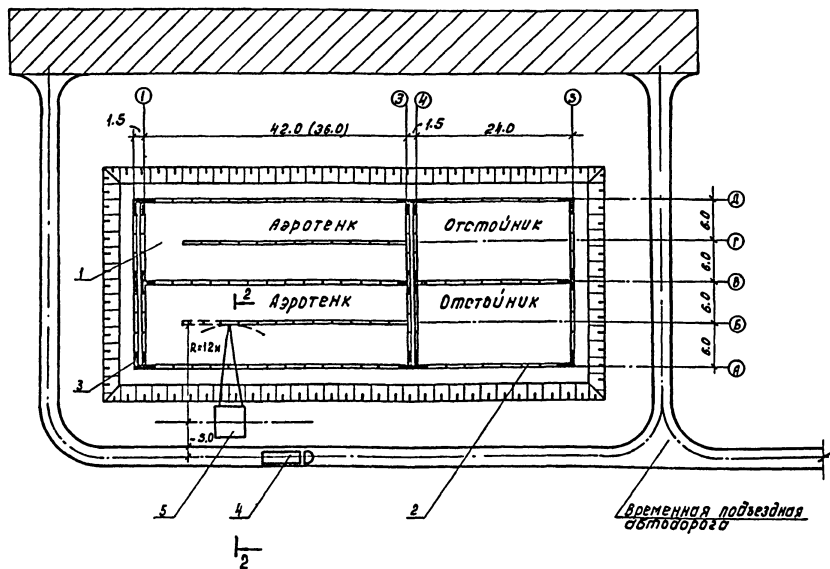 1 3 4 5
1.5 42.0 (36.0) 1.5 24.0
Д
6.0
Аэротенк Отстойник
Г
1
6.0
В
2
Аэротенк Отстойник
6.0
Б
R=12м
6.0
3
А
3.0
5 4 2
Временная подъездная
автодорога
2